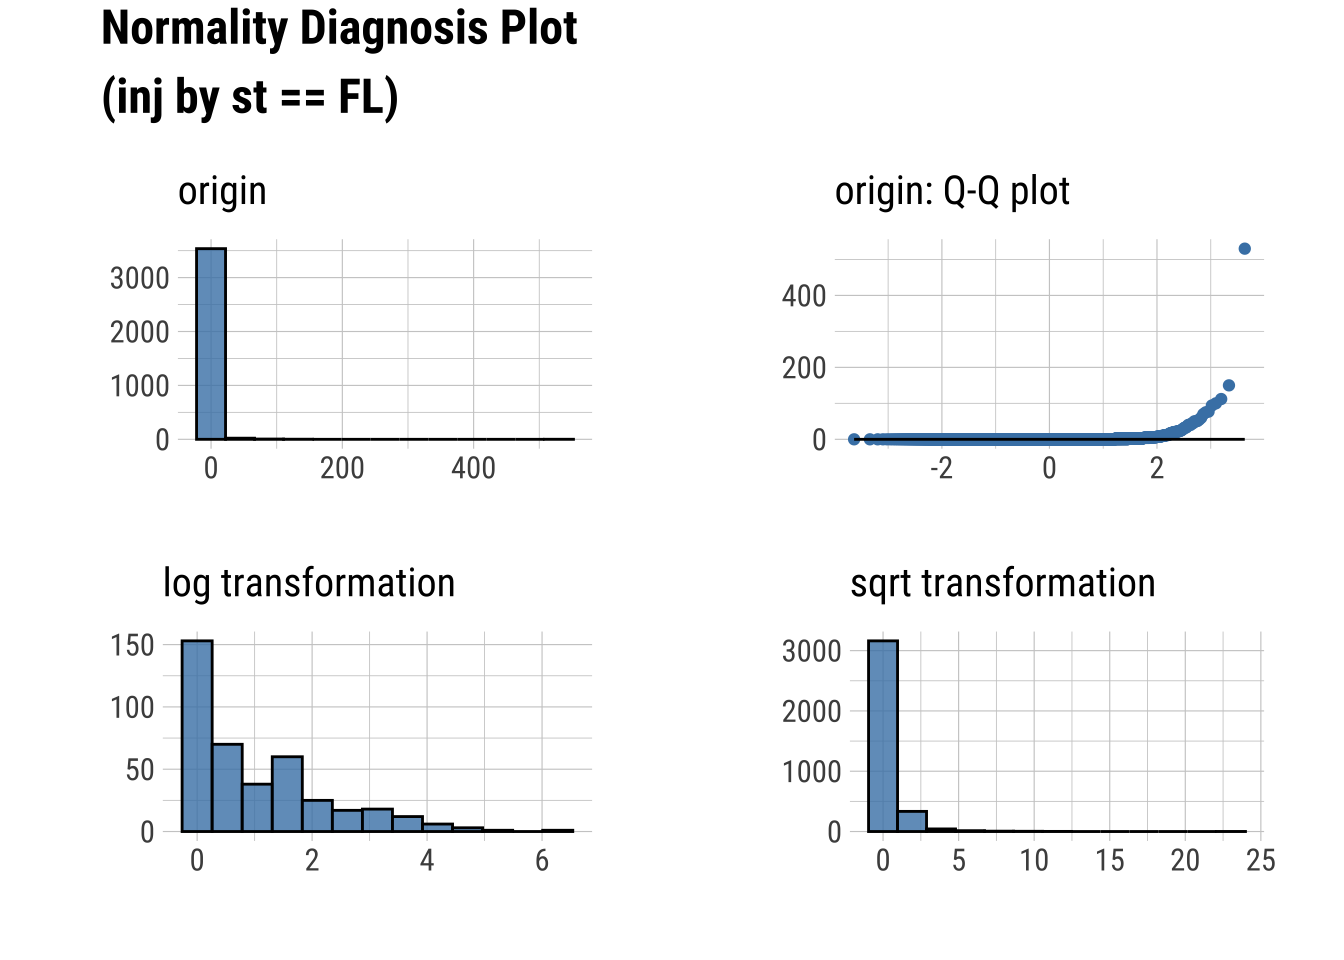 Normality Diagnosis Plot
(inj by st == FL)
origin
3000
2000
1000
0
0 200 400
origin: Q-Q plot
400
200
0
-2 0 2
log transformation
150
100
50
0
0 2 4 6
sqrt transformation
3000
2000
1000
0
0 5 10 15 20 25